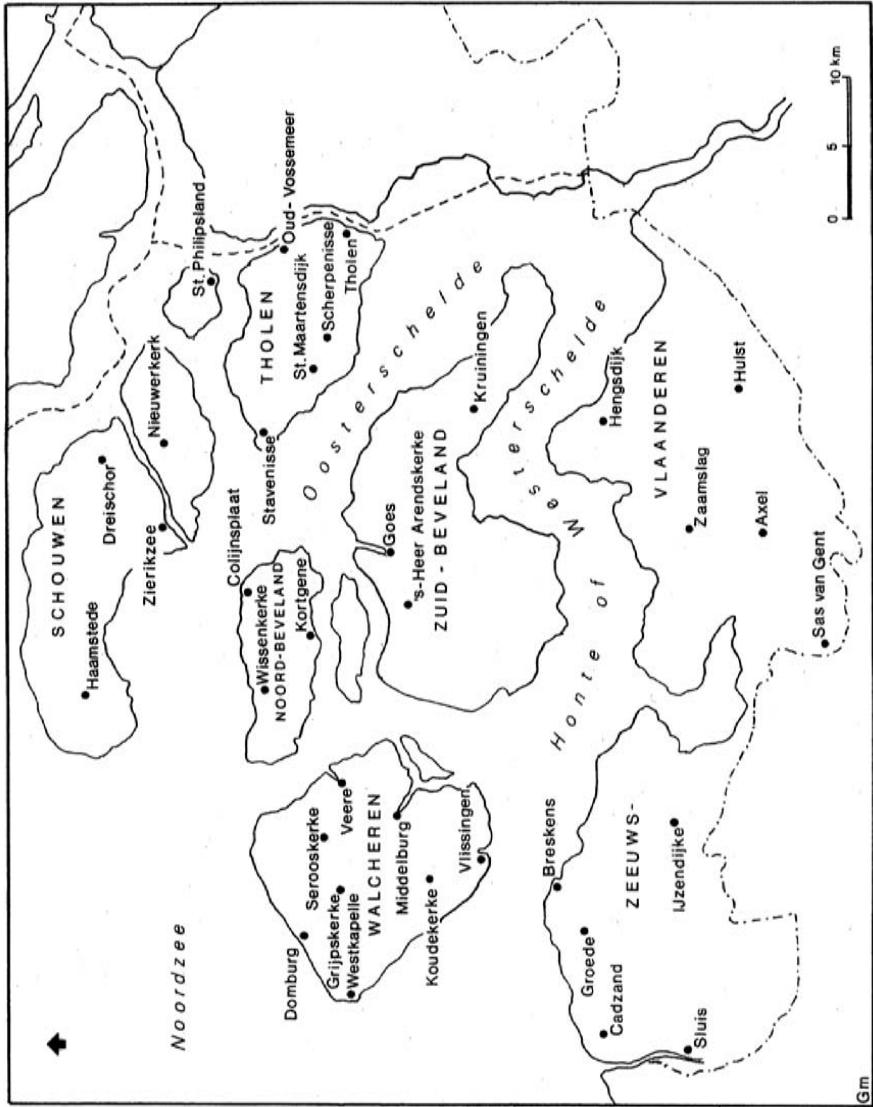 Noordzee
SCHOUWEN
Haamstede
Dreischor
Zierikzee
Nieuwerkerk
St. Philipsland
Colijnsplaat
Wissenkerke
NOORD-BEVELAND
Kortgene
Stavenisse
THOLEN
St. Maartensdijk
Scherpenisse
Tholen
Oud-Vossemeer
Oosterschelde
Domburg
Serooskerke
Grijpskerke
Westkapelle
Veere
WALCHEREN
Middelburg
Koudekerke
Vlissingen
Goes
's-Heer Arendskerke
ZUID-BEVELAND
Kruiningen
Honte of Westerschelde
Breskens
Groede
Cadzand
Sluis
IJzendijke
ZEEUWS-
VLAANDEREN
Hengsdijk
Hulst
Zaamslag
Axel
Sas van Gent
0 5 10 km
Gm